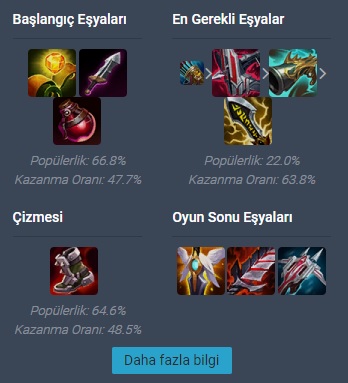 Başlangıç Eşyaları
En Gerekli Eşyalar
Popülerlik: 66.8%
Kazanma Oranı: 47.7%
Popülerlik: 22.0%
Kazanma Oranı: 63.8%
Çizmesi
Oyun Sonu Eşyaları
Popülerlik: 64.6%
Kazanma Oranı: 48.5%
Daha fazla bilgi